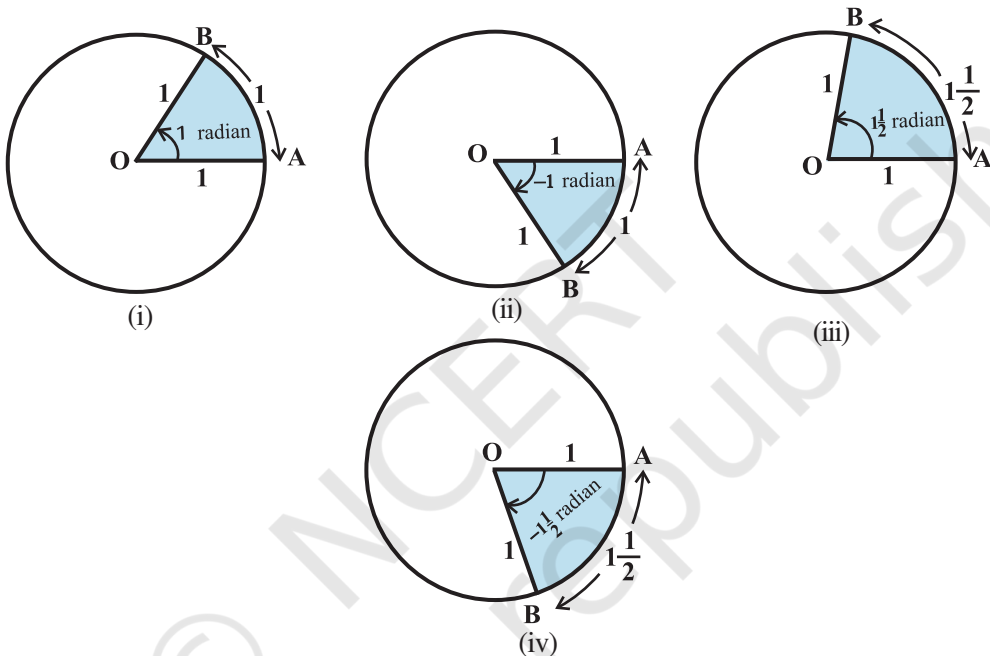 B
1
1
1 radian
O
A
1
(i)
O
1
A
–1 radian
1
1
B
(ii)
B
1
1 1/2
1 1/2 radian
O
A
1
(iii)
O
1
A
–1 1/2 radian
1
1 1/2
B
(iv)
© NCERT
republish